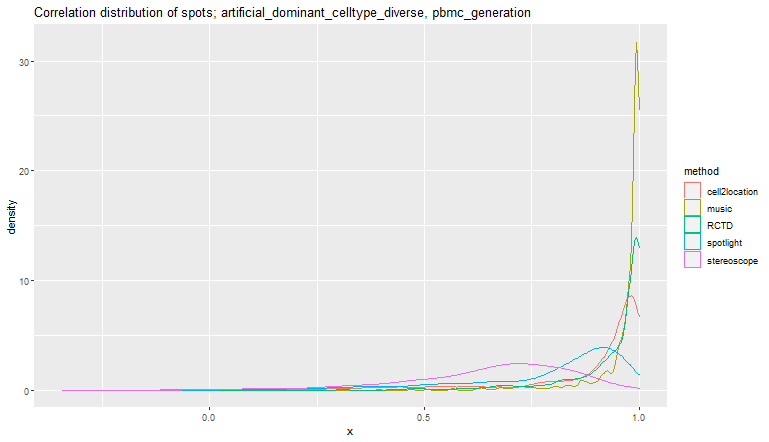 Correlation distribution of spots; artificial_dominant_celltype_diverse, pbmc_generation
30
20
10
0
density
0.0
0.5
1.0
x
method
cell2location
music
RCTD
spotlight
stereoscope